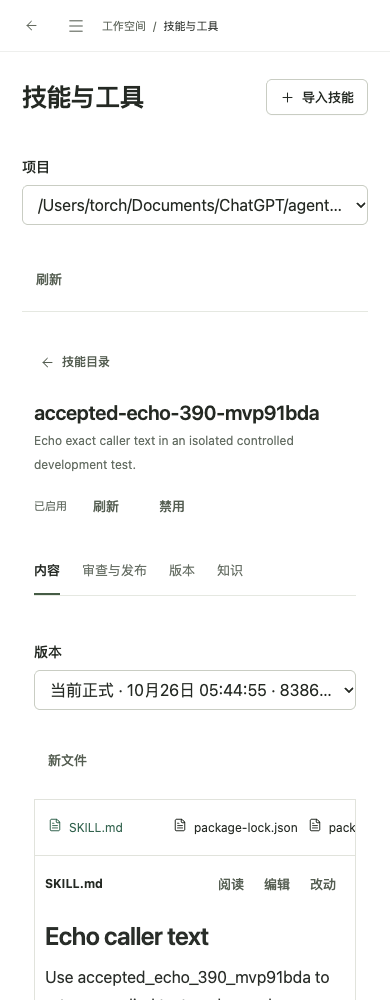 工作空间 / 技能与工具
技能与工具
导入技能
项目
/Users/torch/Documents/ChatGPT/agent...
刷新
技能目录
accepted-echo-390-mvp91bda
Echo exact caller text in an isolated controlled
development test.
已启用 刷新 禁用
内容 审查与发布 版本 知识
版本
当前正式 · 10月26日 05:44:55 · 8386...
新文件
SKILL.md package-lock.json pack
SKILL.md 阅读 编辑 改动
Echo caller text
Use accepted_echo_390_mvp91bda to